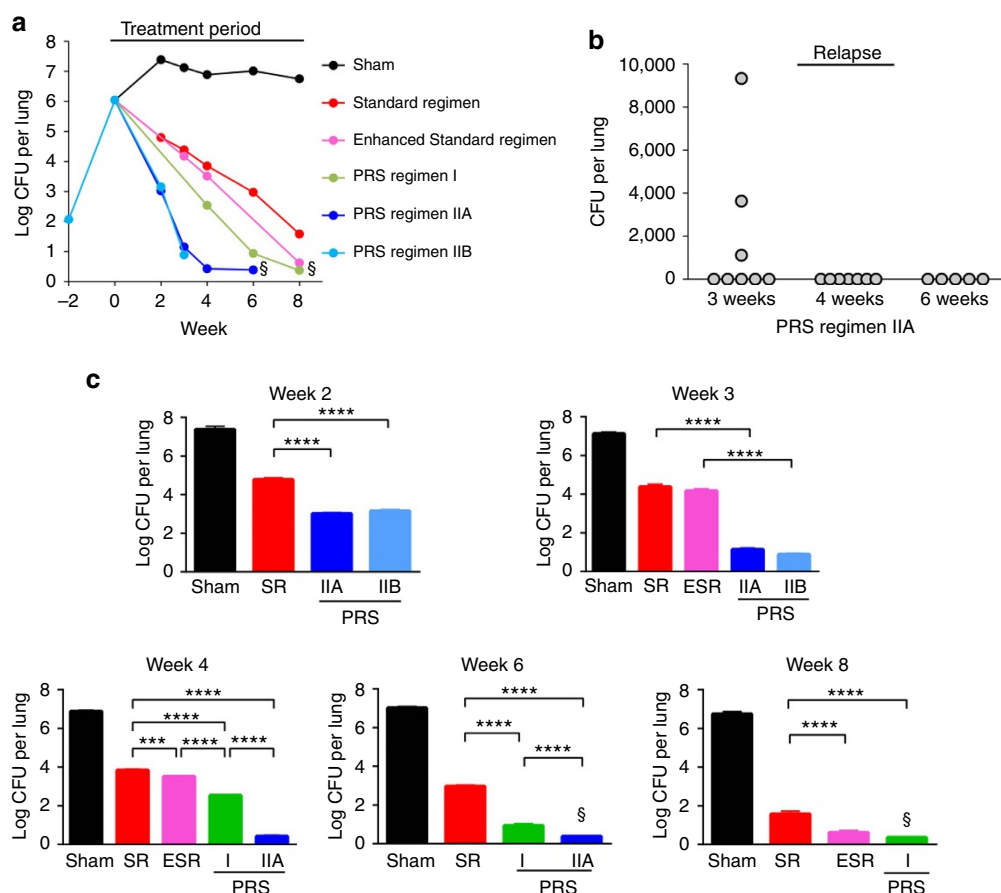 a
Treatment period
8
7
6
5
4
3
2
1
0
Log CFU per lung
−2 0 2 4 6 8
Week
§ §
Sham
Standard regimen
Enhanced Standard regimen
PRS regimen I
PRS regimen IIA
PRS regimen IIB
b
Relapse
10,000
8,000
6,000
4,000
2,000
0
CFU per lung
3 weeks 4 weeks 6 weeks
PRS regimen IIA
c
Week 2
8
4
2
0
Log CFU per lung
****
****
Sham SR IIA IIB
PRS
Week 3
8
6
4
2
0
Log CFU per lung
****
****
Sham SR ESR IIA IIB
PRS
Week 4
8
6
4
2
0
Log CFU per lung
****
****
*** **** ****
Sham SR ESR I IIA
PRS
Week 6
8
6
4
2
0
Log CFU per lung
****
****
****
§
Sham SR I IIA
PRS
Week 8
8
6
4
2
0
Log CFU per lung
****
****
§
Sham SR ESR I
PRS